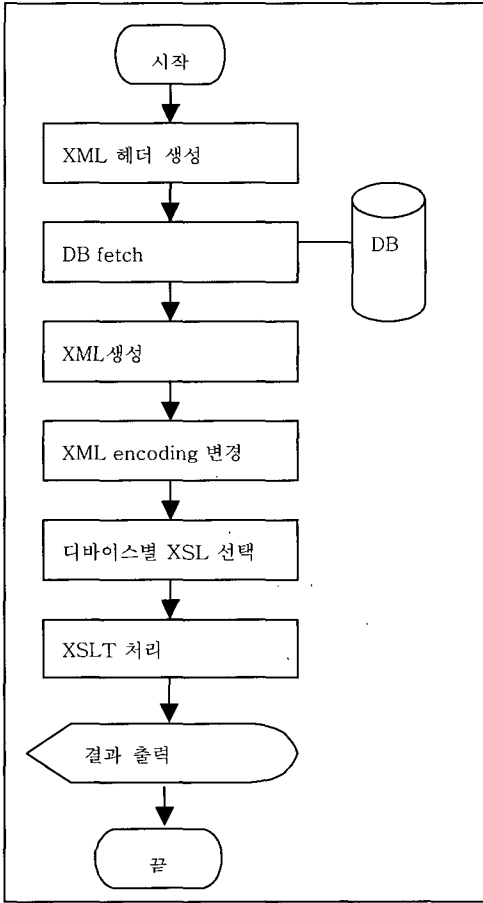 시작
XML 헤더 생성
DB fetch
DB
XML생성
XML encoding 변경
디바이스별 XSL 선택
XSLT 처리
결과 출력
끝